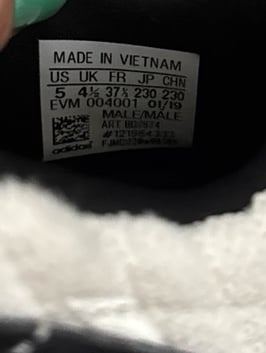 MADE IN VIETNAM
US UK FR JP CHN
5 4½ 37⅓ 230 230
EVM 004001 01/19
MALE/MALE
ART
adidas